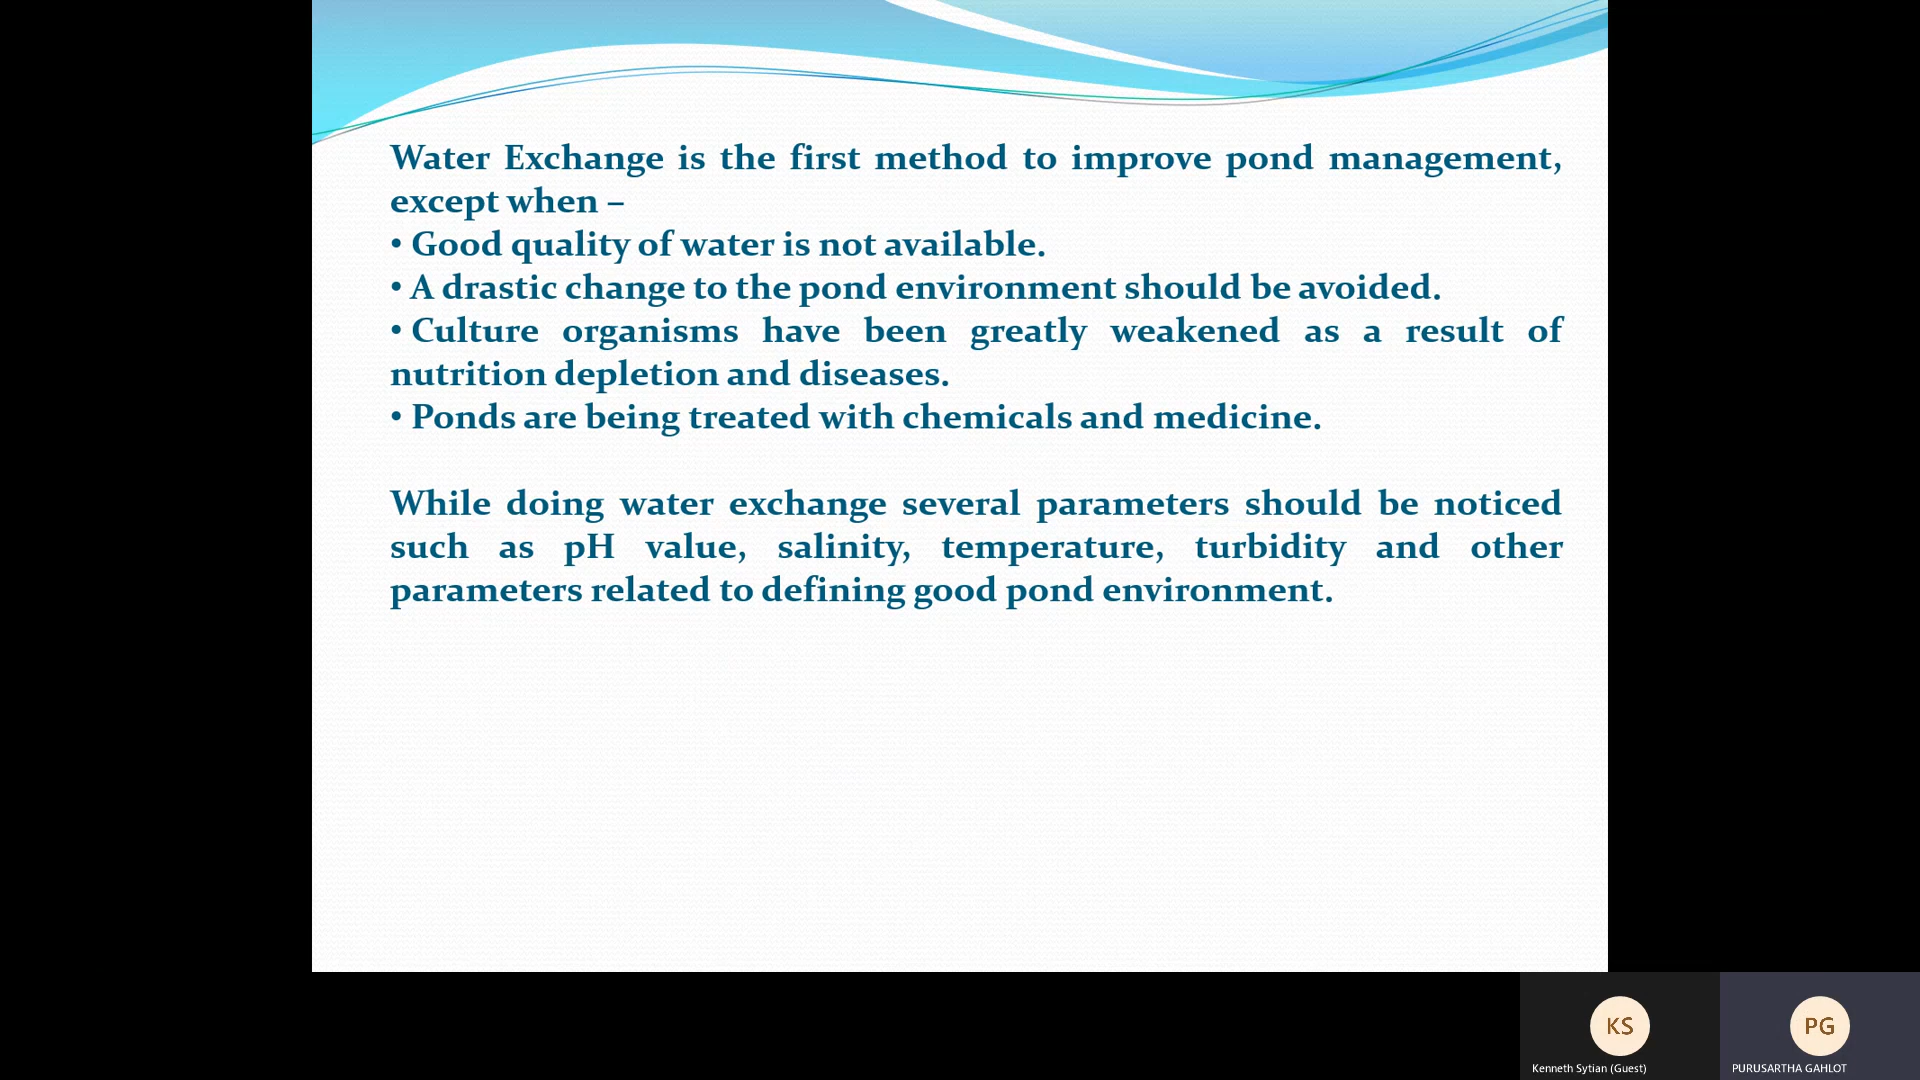 Water Exchange is the first method to improve pond management,
except when –
• Good quality of water is not available.
• A drastic change to the pond environment should be avoided.
• Culture organisms have been greatly weakened as a result of
nutrition depletion and diseases.
• Ponds are being treated with chemicals and medicine.
While doing water exchange several parameters should be noticed
such as pH value, salinity, temperature, turbidity and other
parameters related to defining good pond environment.
KS
PG
Kenneth Sytian (Guest)
PURUSARTHA GAHLOT